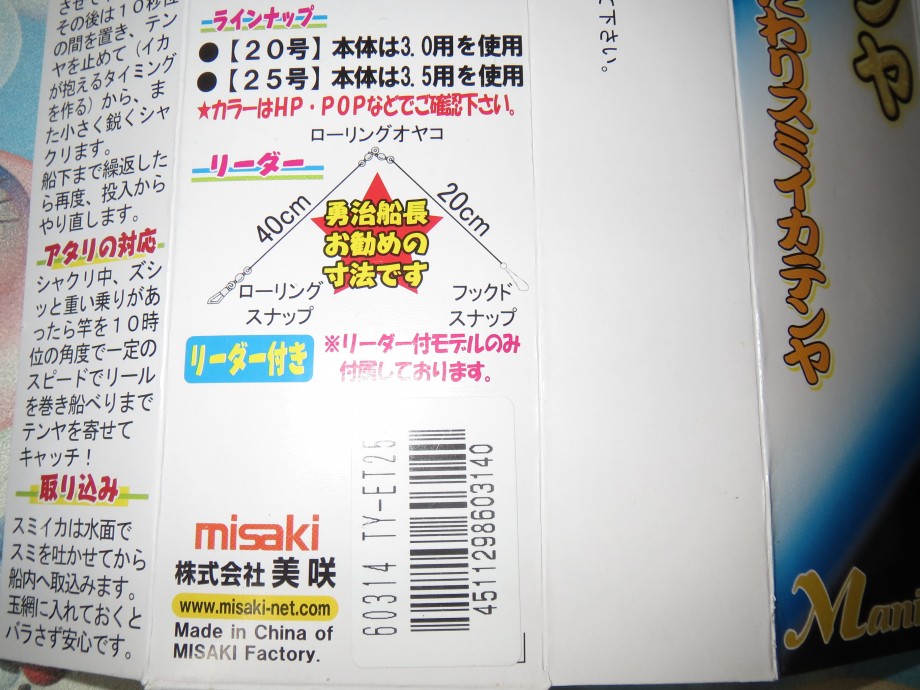 させて
その後は１０秒位
の間を置き、テン
ヤを止めて（イカ
が抱えるタイミング
を作る）から、ま
た小さく鋭くシャ
クリます。
船下まで繰返した
ら再度、投入から
やり直します。
アタリの対応
シャクリ中、ズシ
ッと重い乗りがあ
ったら竿を１０時
位の角度で一定の
スピードでリール
を巻き船べりまで
テンヤを寄せて
キャッチ！
取り込み
スミイカは水面で
スミを吐かせてから
船内へ取込みます。
玉網に入れておくと
バラさず安心です。
ラインナップ
●【２０号】本体は3.0用を使用
●【２５号】本体は3.5用を使用
★カラーはHP・POPなどでご確認下さい。
ローリングオヤコ
リーダー
40cm
20cm
勇治船長
お勧めの
寸法です
ローリング
スナップ
フックド
スナップ
リーダー付き
※リーダー付モデルのみ
付属しております。
misaki
株式会社 美咲
www.misaki-net.com
Made in China of
MISAKI Factory.
60314 TY-ET25
4511298603140
て下さい。
だわりスミイカテンヤ
ンヤ
Mani